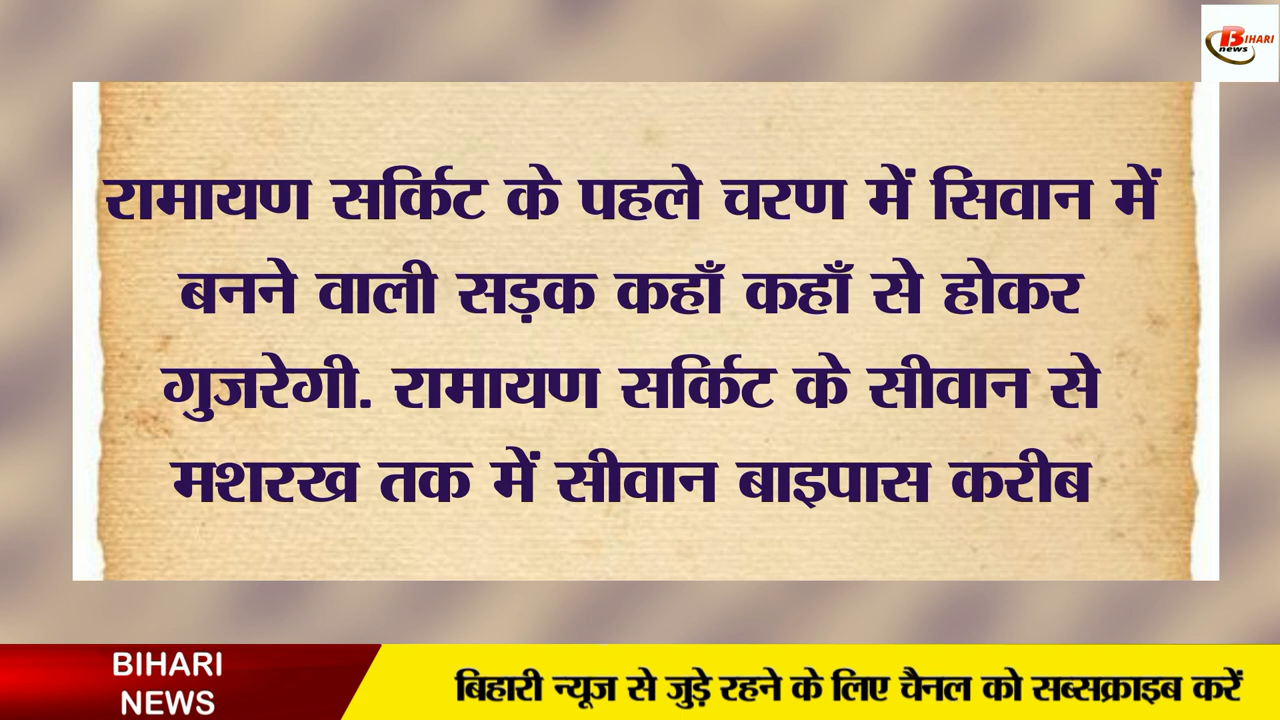 BIHARI
news
रामायण सर्किट के पहले चरण में सिवान में
बनने वाली सड़क कहाँ कहाँ से होकर
गुजरेगी. रामायण सर्किट के सीवान से
मशरख तक में सीवान बाइपास करीब
BIHARI
NEWS
बिहारी न्यूज से जुड़े रहने के लिए चैनल को सब्सक्राइब करें